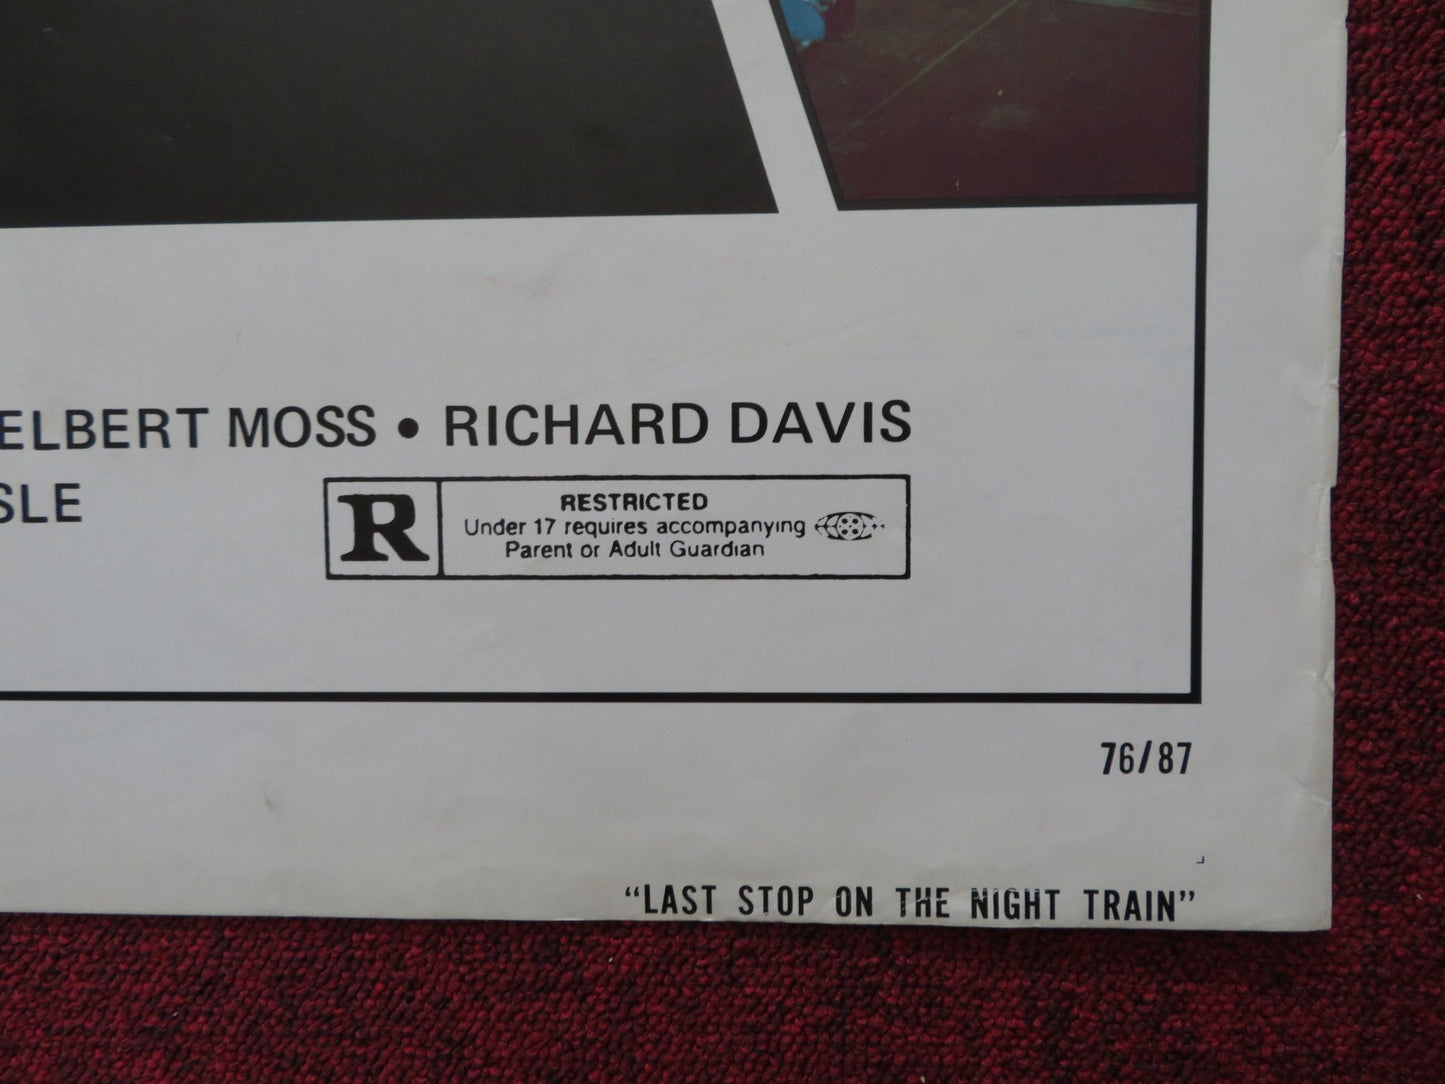 ELBERT MOSS • RICHARD DAVIS
SLE
R
RESTRICTED
Under 17 requires accompanying
Parent or Adult Guardian
76/87
“LAST STOP ON THE NIGHT TRAIN”